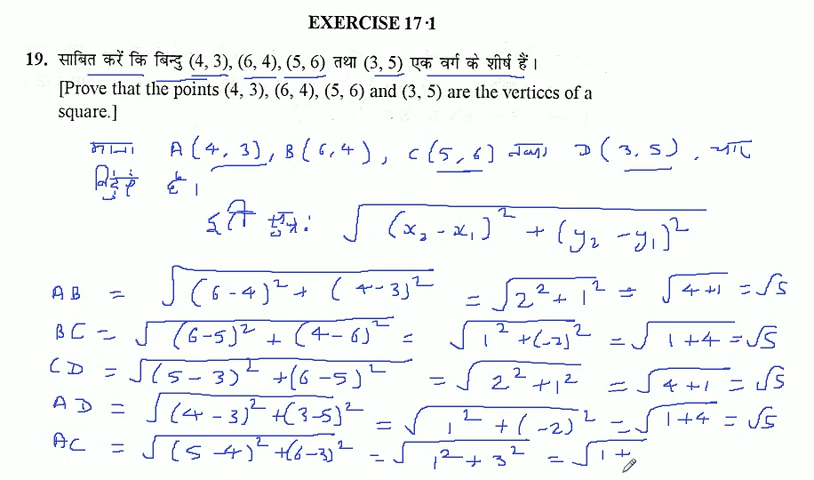 EXERCISE 17·1
19. साबित करें कि बिन्दु (4, 3), (6, 4), (5, 6) तथा (3, 5) एक वर्ग के शीर्ष हैं।
[Prove that the points (4, 3), (6, 4), (5, 6) and (3, 5) are the vertices of a
square.]
माना A(4, 3), B(6, 4), C(5, 6) तथा D(3, 5), चार
बिंदुएँ हैं।
दूरी सूत्र: √(x₂ - x₁)² + (y₂ - y₁)²
AB = √(6-4)² + (4-3)² = √2² + 1² = √4+1 = √5
BC = √(6-5)² + (4-6)² = √1² + (-2)² = √1+4 = √5
CD = √(5-3)² + (6-5)² = √2² + 1² = √4+1 = √5
AD = √(4-3)² + (3-5)² = √1² + (-2)² = √1+4 = √5
AC = √(5-4)² + (6-3)² = √1² + 3² = √1+